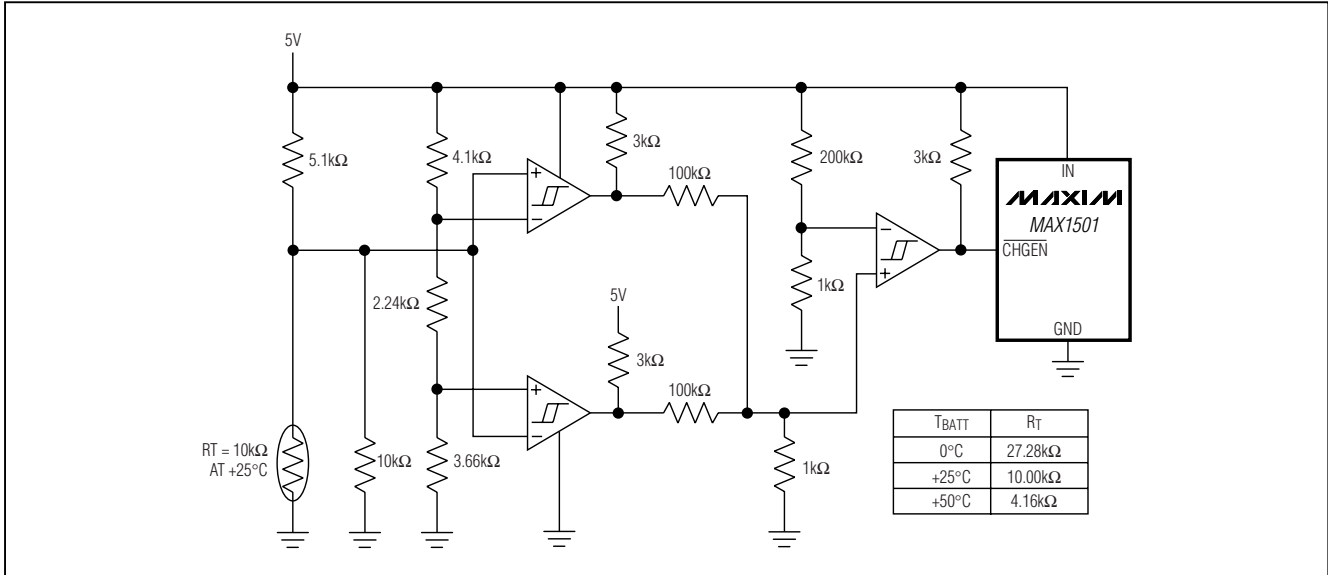 5V
5.1kΩ
4.1kΩ
3kΩ
100kΩ
200kΩ
3kΩ
IN
MAXIM
MAX1501
CHGEN
GND
+
−
−
+
2.24kΩ
1kΩ
5V
3kΩ
100kΩ
+
−
RT = 10kΩ
AT +25°C
10kΩ
3.66kΩ
1kΩ
TBATT RT
0°C 27.28kΩ
+25°C 10.00kΩ
+50°C 4.16kΩ